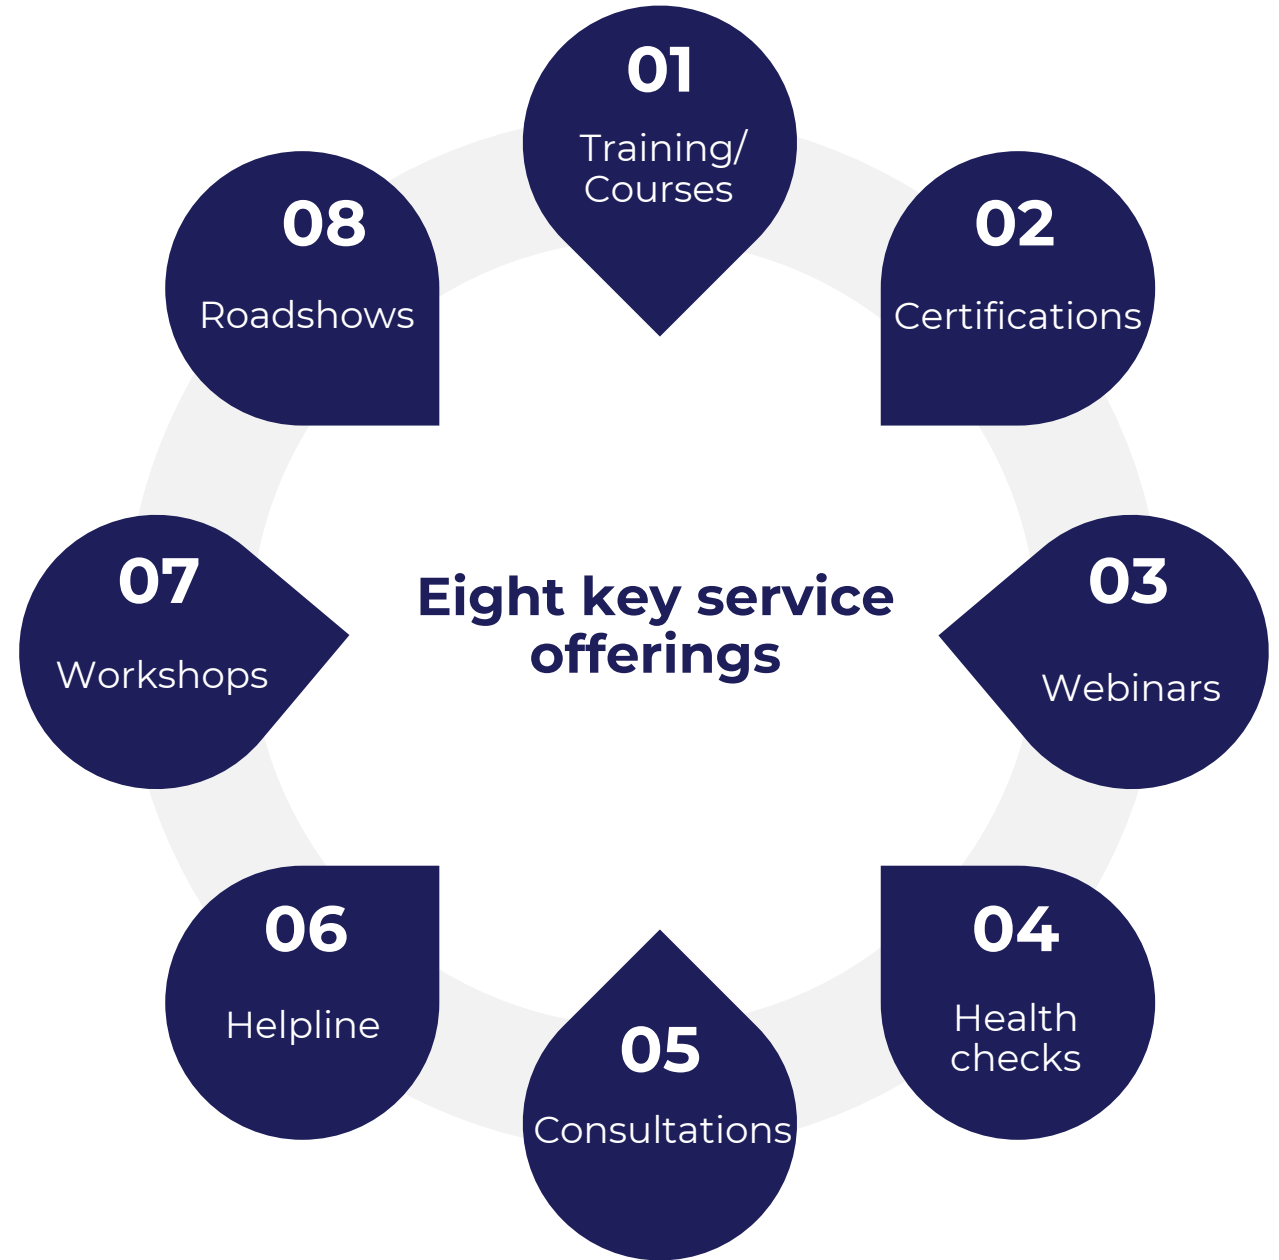 01
Training/
Courses
02
Certifications
03
Webinars
04
Health
checks
05
Consultations
06
Helpline
07
Workshops
08
Roadshows
Eight key service
offerings